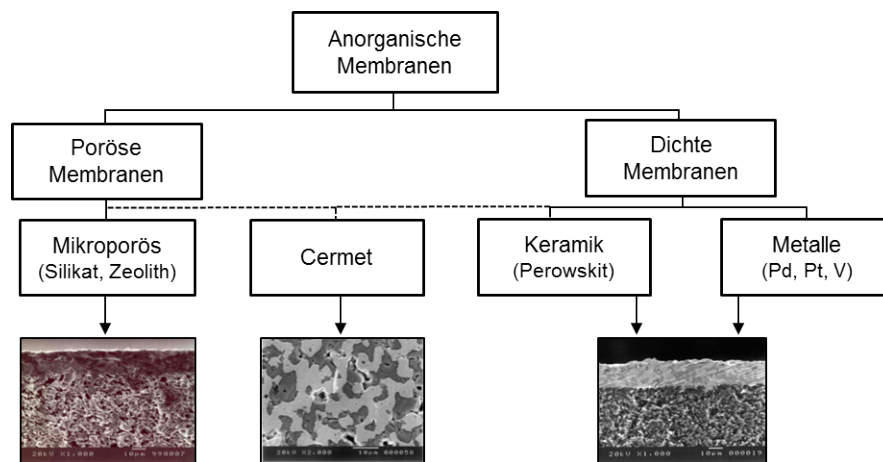 Anorganische
Membranen
Poröse
Membranen
Dichte
Membranen
Mikroporös
(Silikat, Zeolith)
Cermet
Keramik
(Perowskit)
Metalle
(Pd, Pt, V)
20kV X1,000 10μm 990007
20kV X2,000 10μm 000058
20kV X1,000 10μm 000019